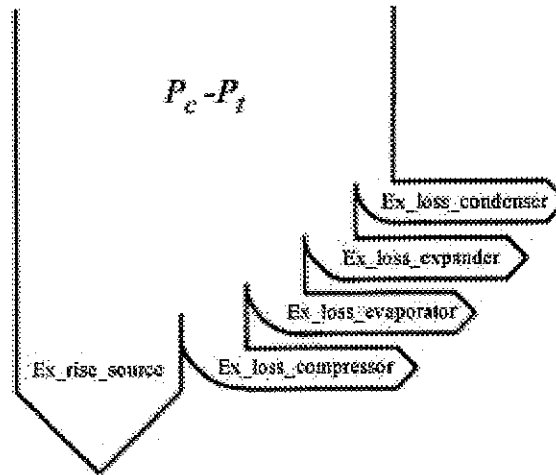 P_c - P_t
Ex_loss_condenser
Ex_loss_expander
Ex_loss_evaporator
Ex_rise_source
Ex_loss_compressor